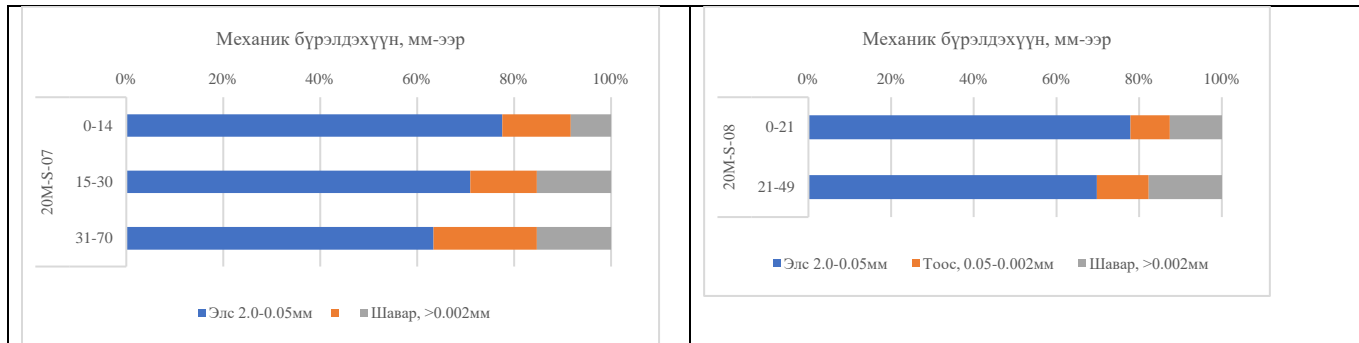 Механик бүрэлдэхүүн, мм-ээр
0% 20% 40% 60% 80% 100%
20М-S-07
0-14
15-30
31-70
Элс 2.0-0.05мм Шавар, >0.002мм
Механик бүрэлдэхүүн, мм-ээр
0% 20% 40% 60% 80% 100%
20М-S-08
0-21
21-49
Элс 2.0-0.05мм Тоос, 0.05-0.002мм Шавар, >0.002мм